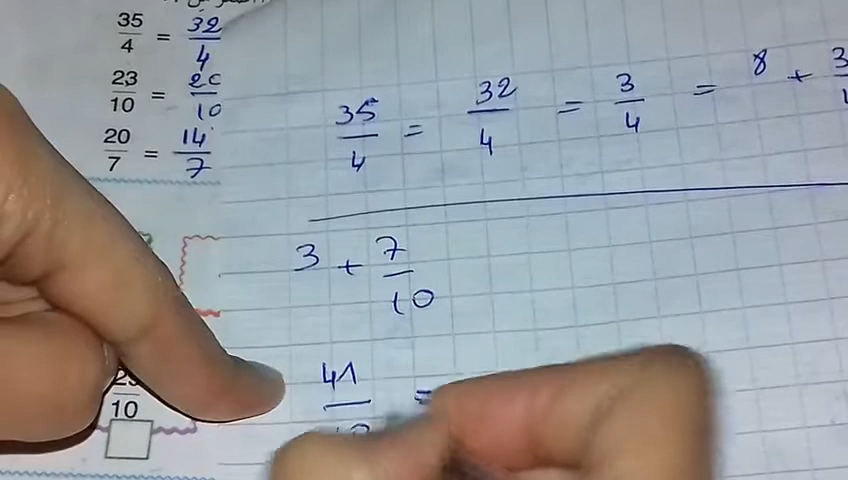 35/4 = 32/4
23/10 = 20/10
20/7 = 14/7
35/4 = 32/4 = 3/4 = 8 + 3
3 + 7/10
41 =
10